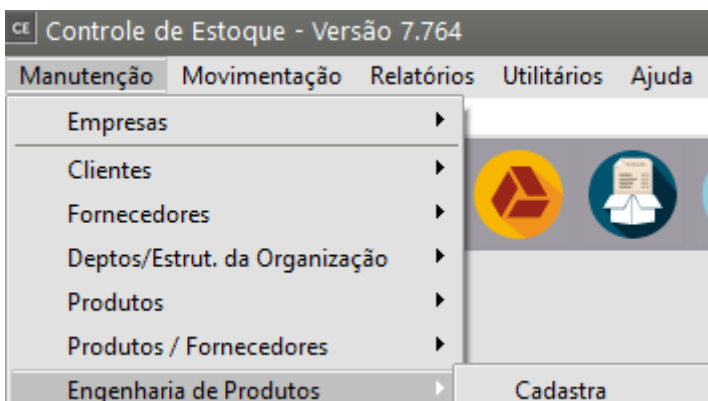 CE Controle de Estoque - Versão 7.764
Manutenção Movimentação Relatórios Utilitários Ajuda
Empresas
Clientes
Fornecedores
Deptos/Estrut. da Organização
Produtos
Produtos / Fornecedores
Engenharia de Produtos Cadastra